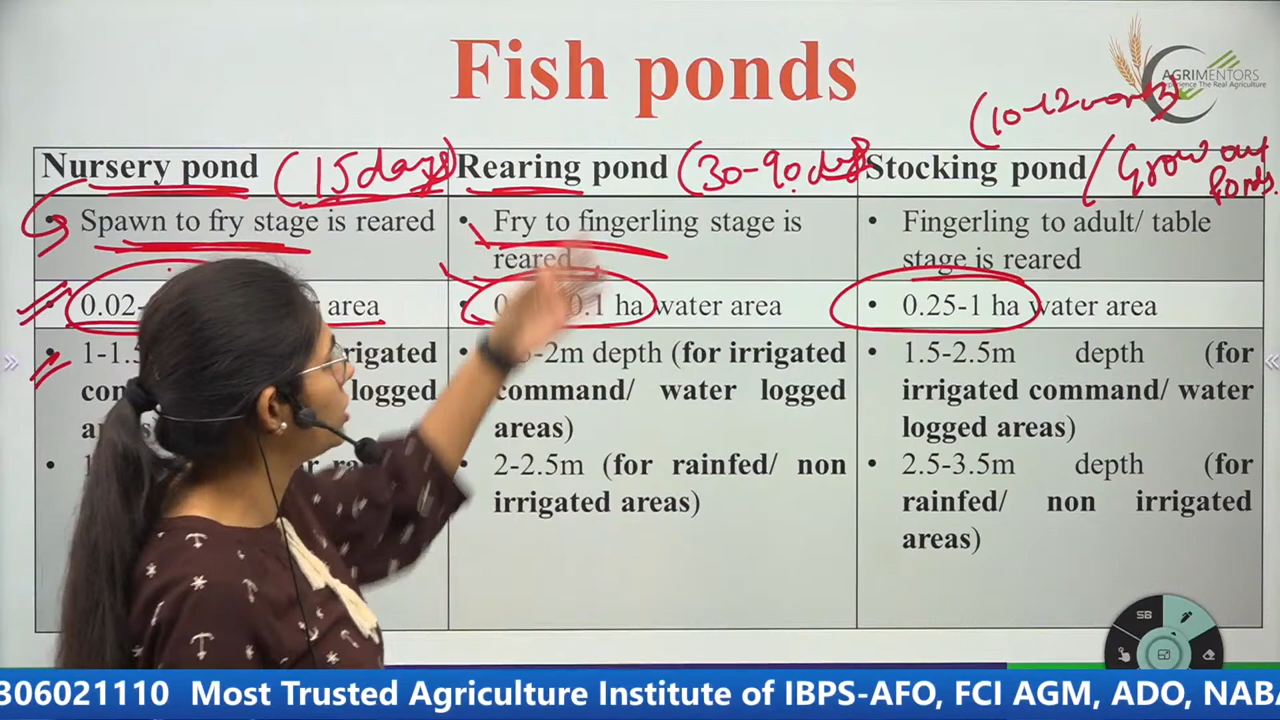 Fish ponds
AGRIMENTORS
Experience The Real Agriculture
(10-12 months)
Nursery pond (15 days)
Rearing pond (30-90 days)
Stocking pond / Grow out
Ponds.
• Spawn to fry stage is reared
• Fry to fingerling stage is
reared
• Fingerling to adult/ table
stage is reared
0.02- area
• 0.1 ha water area
• 0.25-1 ha water area
• 1-1.5 rigated
logged
-2m depth (for irrigated
command/ water logged
areas)
• 1.5-2.5m depth (for
irrigated command/ water
logged areas)
• 2-2.5m (for rainfed/ non
irrigated areas)
• 2.5-3.5m depth (for
rainfed/ non irrigated
areas)
SB
306021110 Most Trusted Agriculture Institute of IBPS-AFO, FCI AGM, ADO, NAB